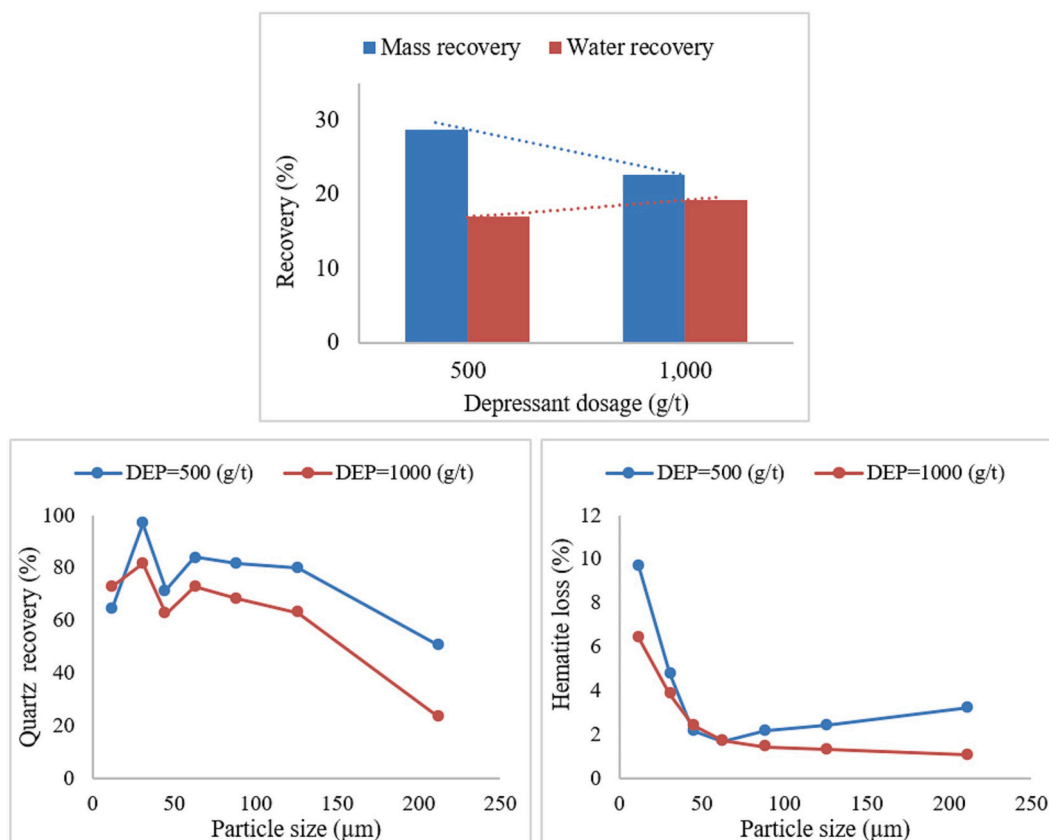 Mass recovery Water recovery
30
20
10
0
Recovery (%)
500 1,000
Depressant dosage (g/t)
DEP=500 (g/t) DEP=1000 (g/t)
100
80
60
40
20
0
Quartz recovery (%)
0 50 100 150 200 250
Particle size (µm)
DEP=500 (g/t) DEP=1000 (g/t)
12
10
8
6
4
2
0
Hematite loss (%)
0 50 100 150 200 250
Particle size (µm)